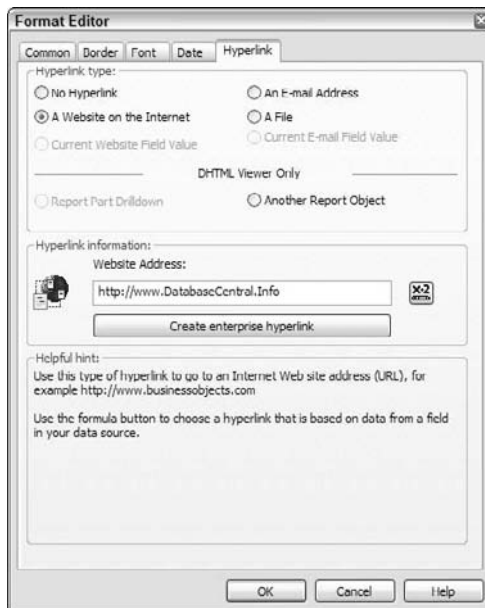 Format Editor
Common Border Font Date Hyperlink
Hyperlink type:
No Hyperlink
An E-mail Address
A Website on the Internet
A File
Current Website Field Value
Current E-mail Field Value
DHTML Viewer Only
Report Part Drilldown
Another Report Object
Hyperlink information:
Website Address:
http://www.DatabaseCentral.Info
X-2
Create enterprise hyperlink
Helpful hint:
Use this type of hyperlink to go to an Internet Web site address (URL), for
example http://www.businessobjects.com
Use the formula button to choose a hyperlink that is based on data from a field
in your data source.
OK Cancel Help